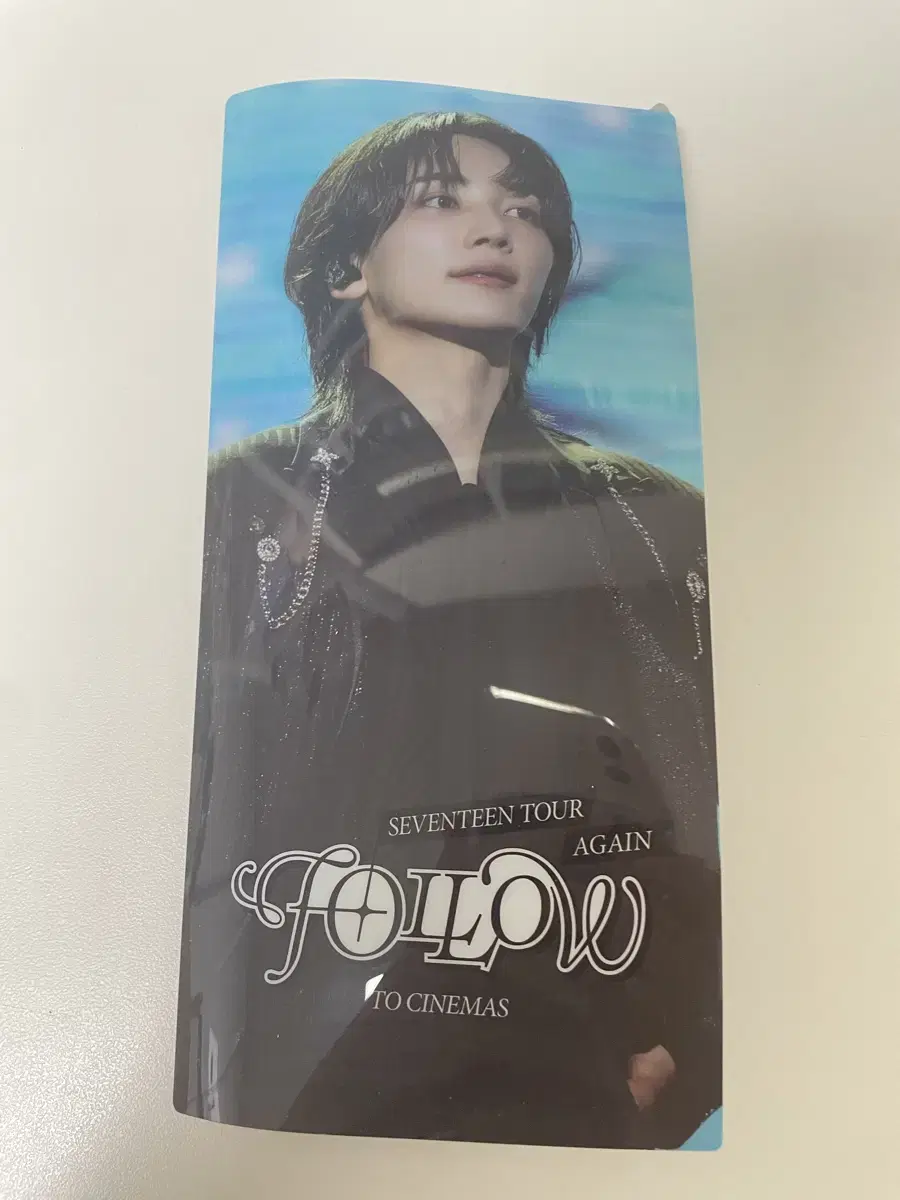 SEVENTEEN TOUR
AGAIN
FOLLOW
TO CINEMAS